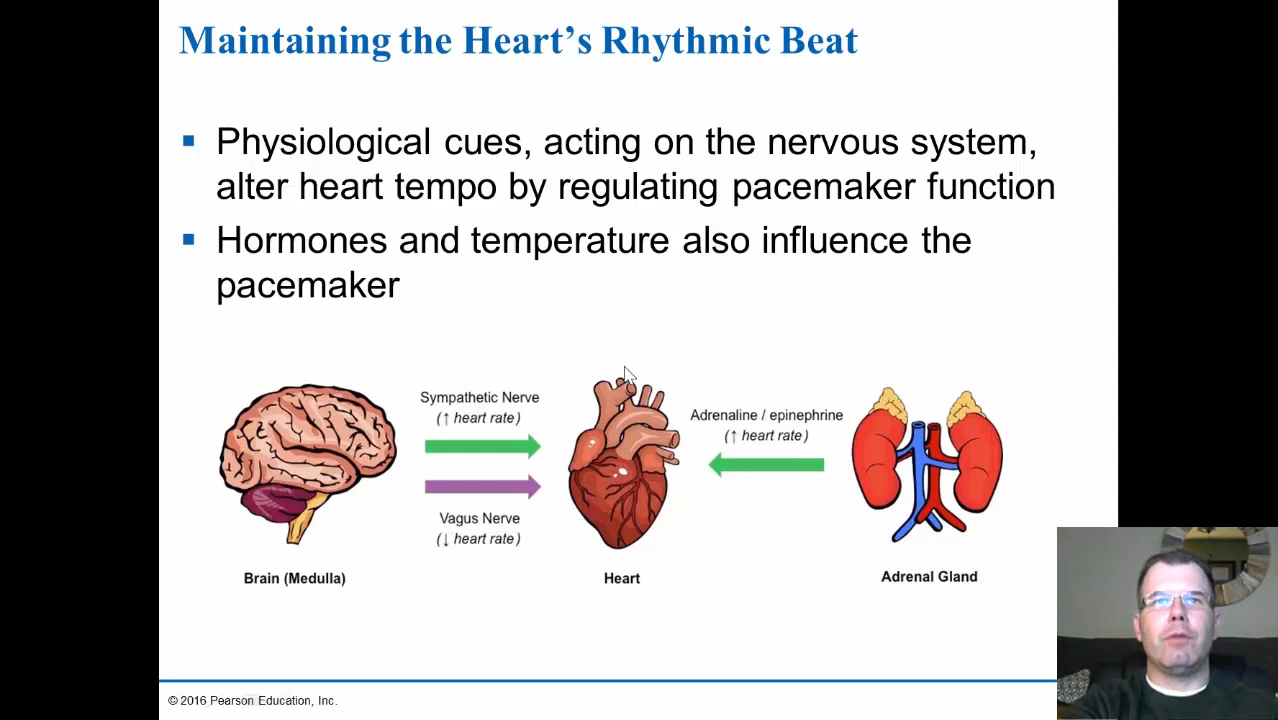 Maintaining the Heart’s Rhythmic Beat
▪ Physiological cues, acting on the nervous system,
alter heart tempo by regulating pacemaker function
▪ Hormones and temperature also influence the
pacemaker
Sympathetic Nerve
(↑ heart rate)
Vagus Nerve
(↓ heart rate)
Adrenaline / epinephrine
(↑ heart rate)
Brain (Medulla)
Heart
Adrenal Gland
© 2016 Pearson Education, Inc.